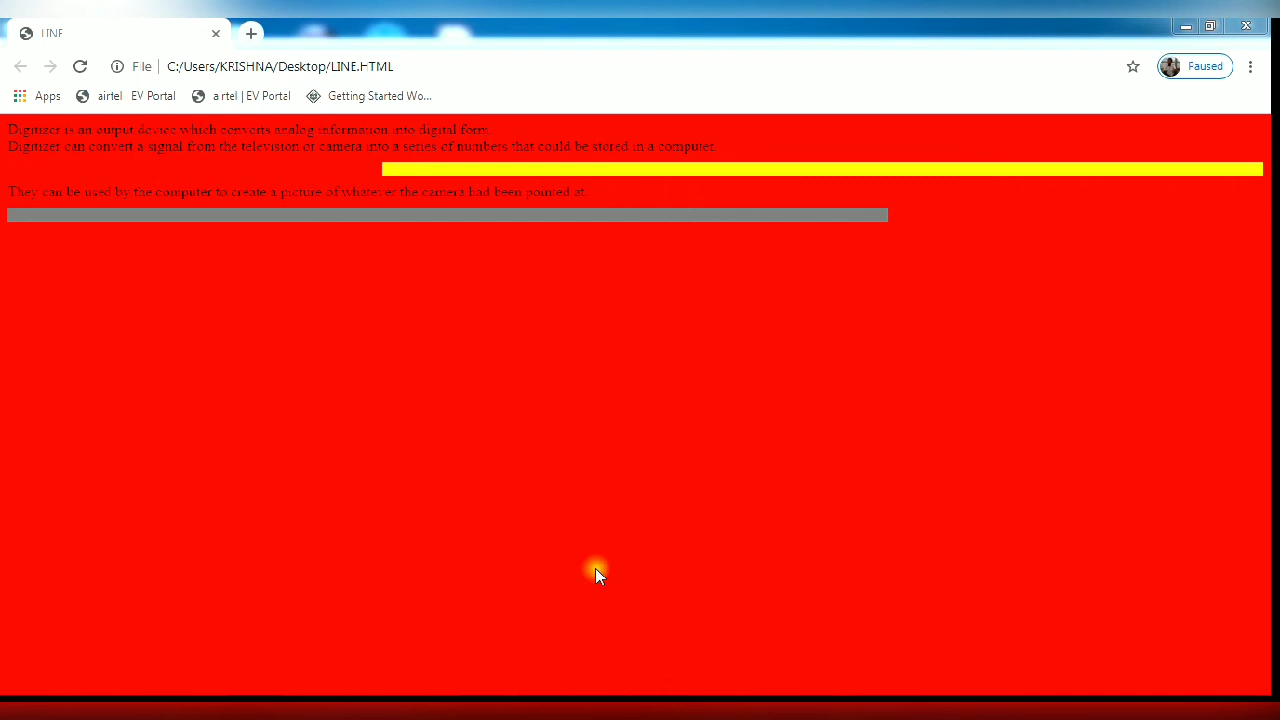 LINE
File
C:/Users/KRISHNA/Desktop/LINE.HTML
Paused
Apps
airtel EV Portal
airtel | EV Portal
Getting Started Wo...
Digitizer is an output device which converts analog information into digital form.
Digitizer can convert a signal from the television or camera into a series of numbers that could be stored in a computer.
They can be used by the computer to create a picture of whatever the camera had been pointed at.